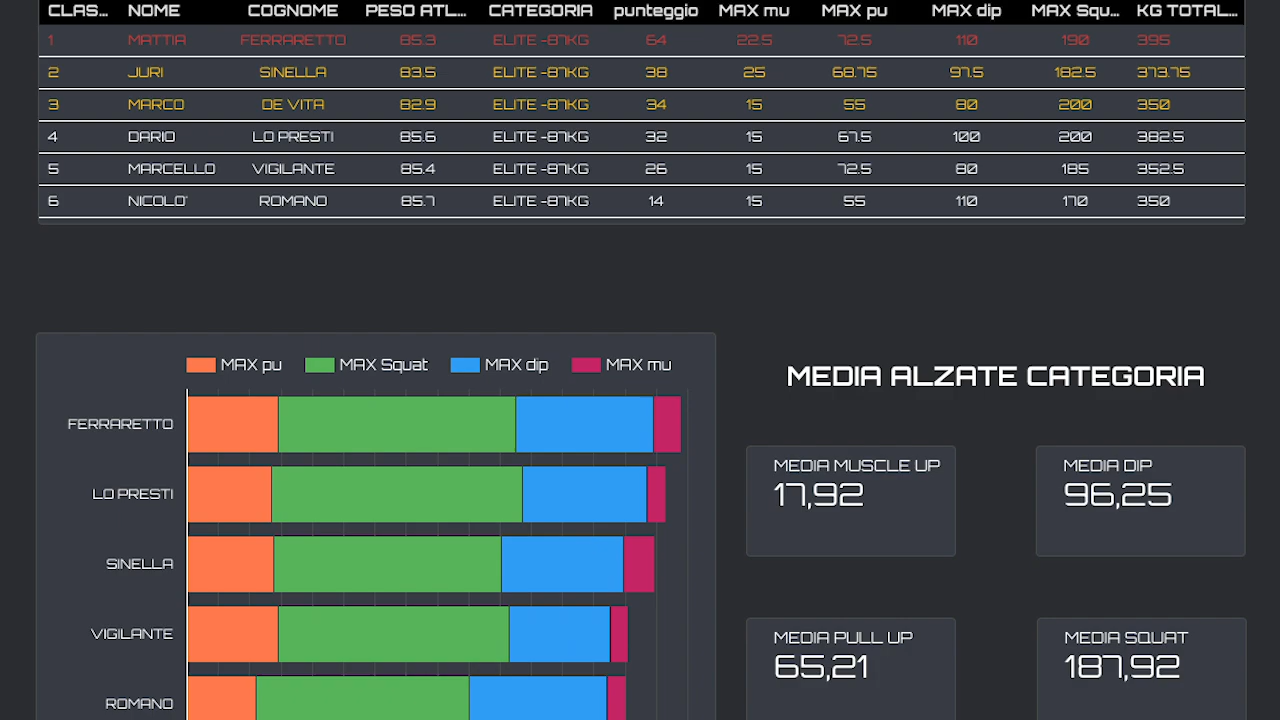 CLAS... NOME COGNOME PESO ATL... CATEGORIA punteggio MAX mu MAX pu MAX dip MAX Squ... KG TOTAL...
1 MATTIA FERRARETTO 85.3 ELITE -87KG 64 22.5 72.5 110 190 395
2 JURI SINELLA 83.5 ELITE -87KG 38 25 68.75 97.5 182.5 373.75
3 MARCO DE VITA 82.9 ELITE -87KG 34 15 55 80 200 350
4 DARIO LO PRESTI 85.6 ELITE -87KG 32 15 67.5 100 200 382.5
5 MARCELLO VIGILANTE 85.4 ELITE -87KG 26 15 72.5 80 185 352.5
6 NICOLO' ROMANO 85.7 ELITE -87KG 14 15 55 110 170 350
MAX pu MAX Squat MAX dip MAX mu
FERRARETTO
LO PRESTI
SINELLA
VIGILANTE
ROMANO
MEDIA ALZATE CATEGORIA
MEDIA MUSCLE UP
17,92
MEDIA DIP
96,25
MEDIA PULL UP
65,21
MEDIA SQUAT
187,92